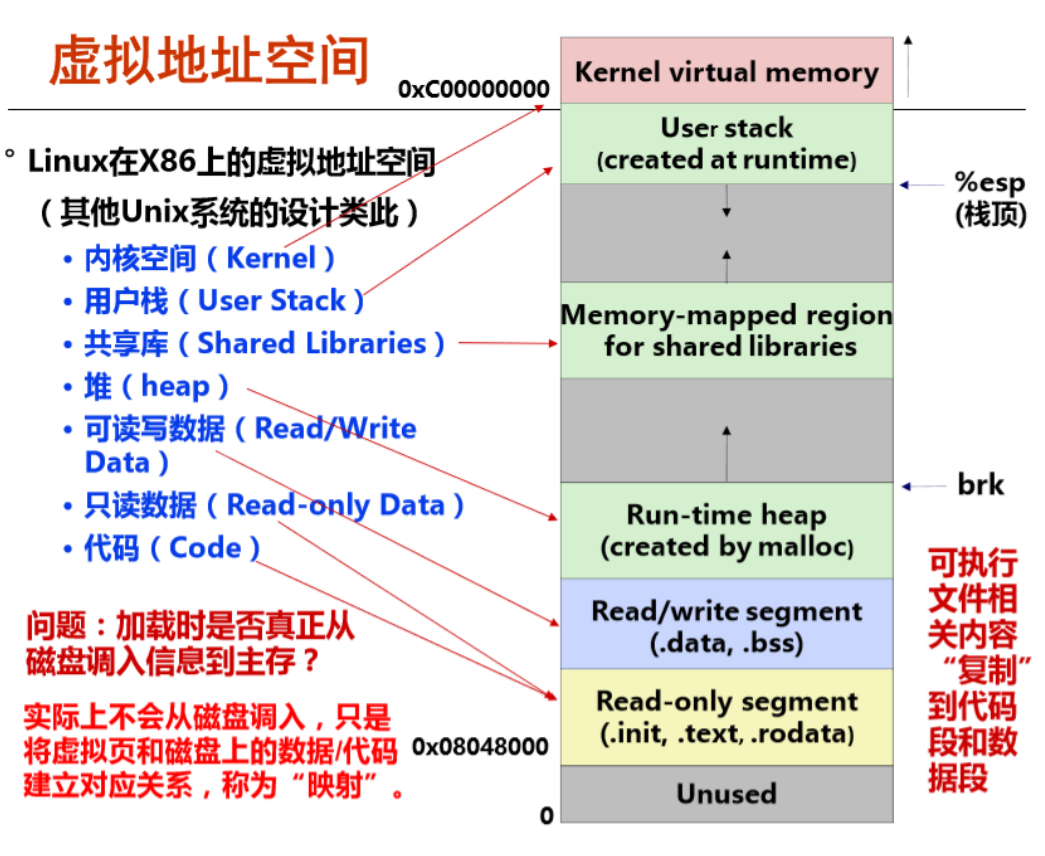 虚拟地址空间
0xC00000000
Kernel virtual memory
User stack
(created at runtime)
%esp
(栈顶)
° Linux在X86上的虚拟地址空间
（其他Unix系统的设计类此）
• 内核空间（Kernel）
• 用户栈（User Stack）
• 共享库（Shared Libraries）
• 堆（heap）
• 可读写数据（Read/Write
Data）
• 只读数据（Read-only Data）
• 代码（Code）
Memory-mapped region
for shared libraries
brk
Run-time heap
(created by malloc)
Read/write segment
(.data, .bss)
Read-only segment
(.init, .text, .rodata)
0x08048000
Unused
0
问题：加载时是否真正从
磁盘调入信息到主存？
实际上不会从磁盘调入，只是
将虚拟页和磁盘上的数据/代码
建立对应关系，称为“映射”。
可执行
文件相
关内容
“复制”
到代码
段和数
据段